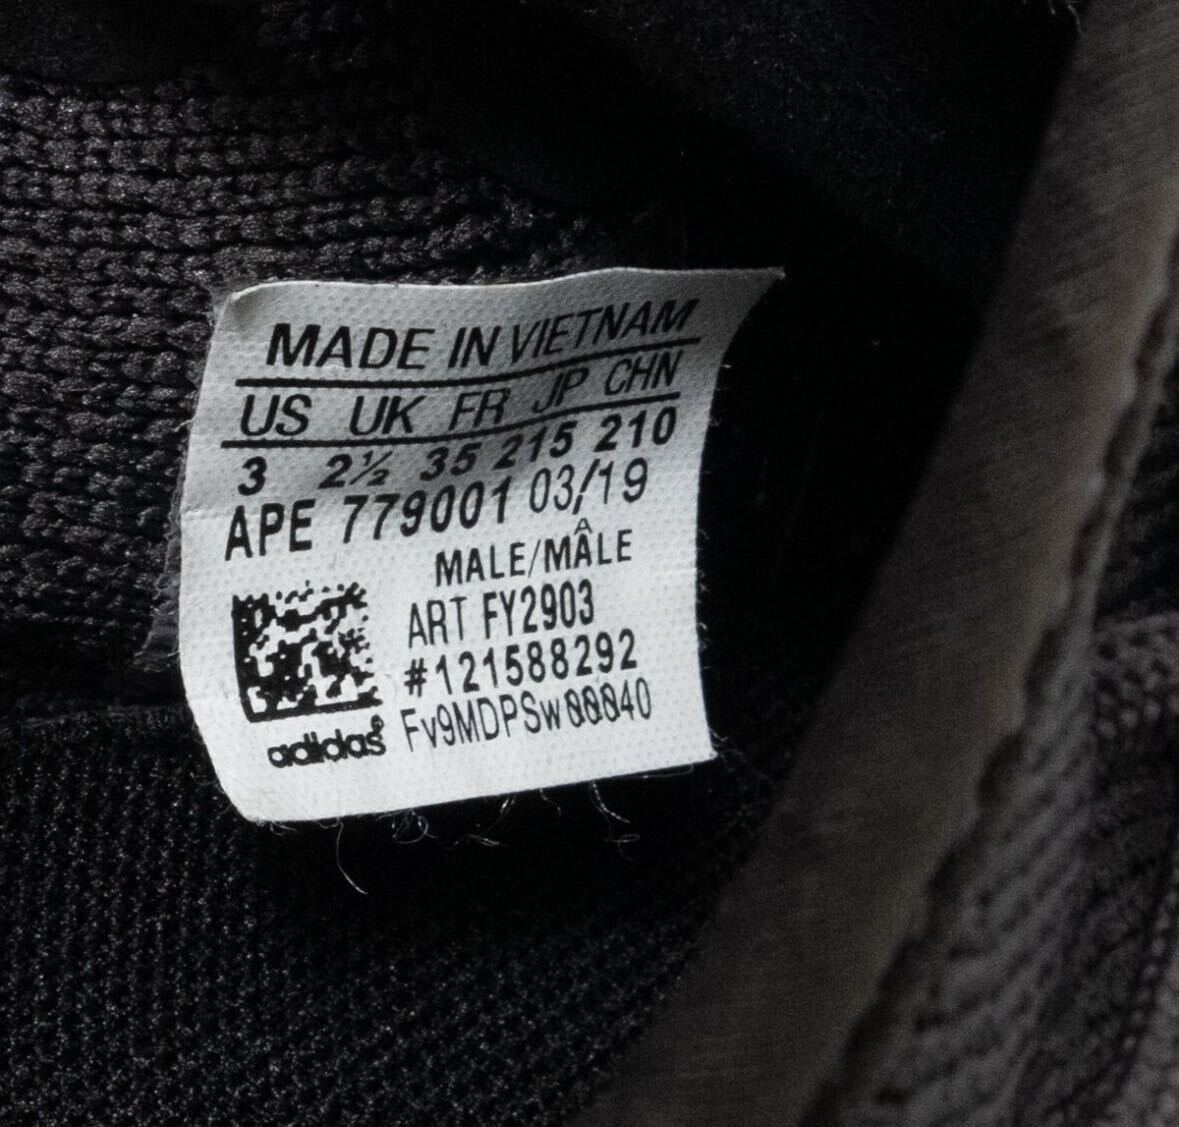 MADE IN VIETNAM
US UK FR JP CHN
3 2½ 35 215 210
APE 779001 03/19
MALE/MÂLE
ART FY2903
#121588292
Fv9MDPSw00040
adidas®